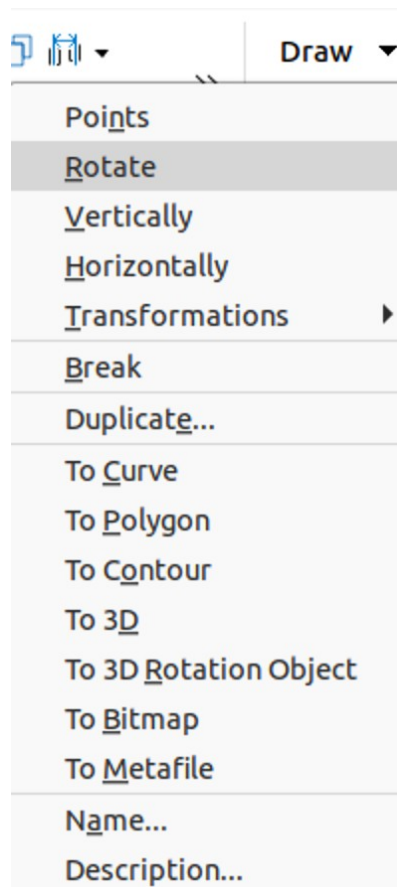 Draw
Points
Rotate
Vertically
Horizontally
Transformations
Break
Duplicate...
To Curve
To Polygon
To Contour
To 3D
To 3D Rotation Object
To Bitmap
To Metafile
Name...
Description...